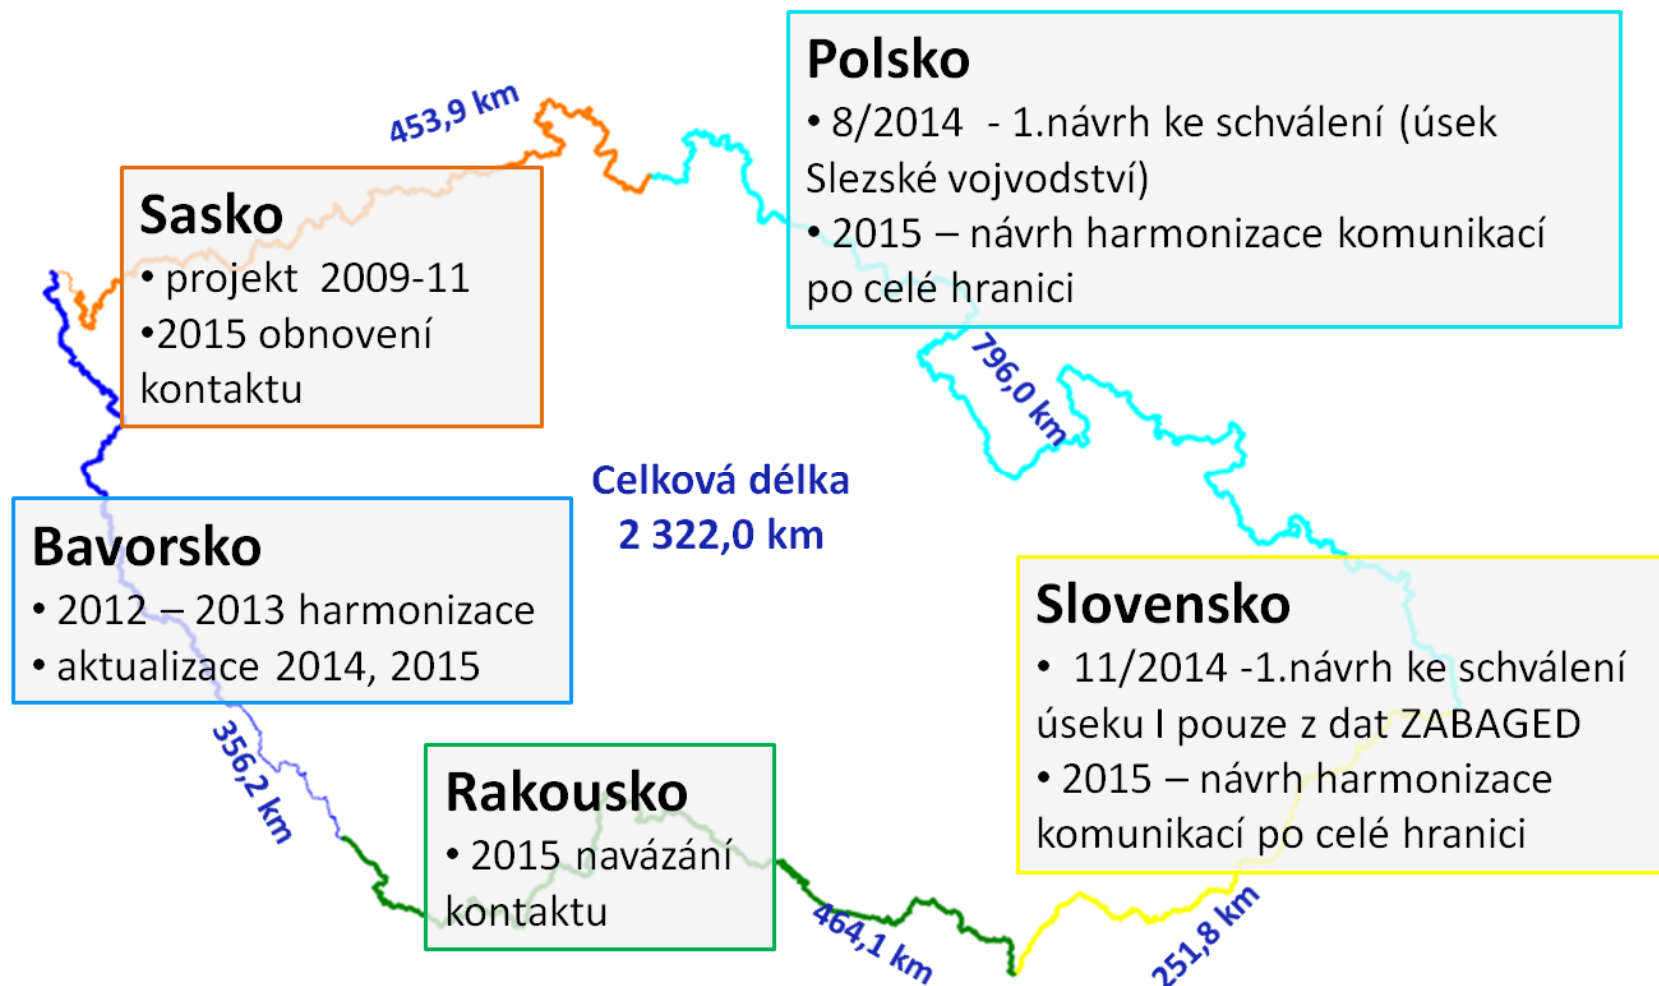 453,9 km
Polsko
• 8/2014 - 1.návrh ke schválení (úsek
Slezské vojvodství)
• 2015 – návrh harmonizace komunikací
po celé hranici
Sasko
• projekt 2009-11
•2015 obnovení
kontaktu
796,0 km
Celková délka
2 322,0 km
Bavorsko
• 2012 – 2013 harmonizace
• aktualizace 2014, 2015
Slovensko
• 11/2014 -1.návrh ke schválení
úseku I pouze z dat ZABAGED
• 2015 – návrh harmonizace
komunikací po celé hranici
356,2 km
Rakousko
• 2015 navázání
kontaktu
464,1 km
251,8 km